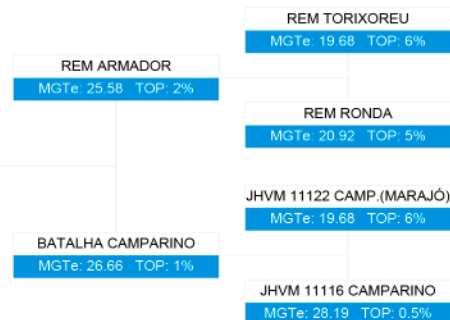 REM TORIXOREU
MGTe: 19.68 TOP: 6%
REM ARMADOR
MGTe: 25.58 TOP: 2%
REM RONDA
MGTe: 20.92 TOP: 5%
JHVM 11122 CAMP.(MARAJÓ)
MGTe: 19.68 TOP: 6%
BATALHA CAMPARINO
MGTe: 26.66 TOP: 1%
JHVM 11116 CAMPARINO
MGTe: 28.19 TOP: 0.5%